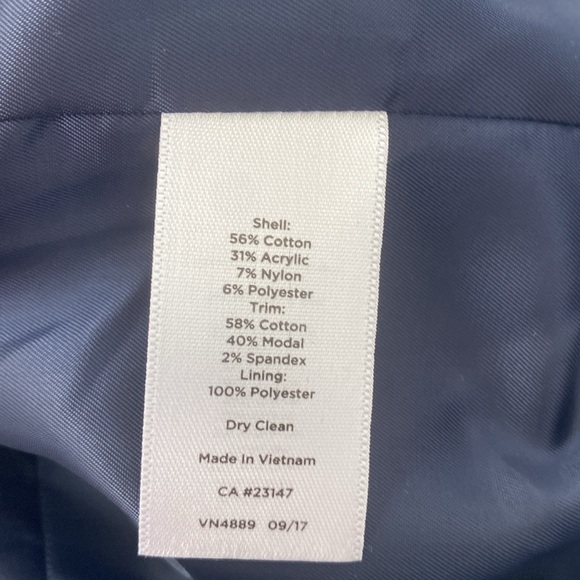 Shell:
56% Cotton
31% Acrylic
7% Nylon
6% Polyester
Trim:
58% Cotton
40% Modal
2% Spandex
Lining:
100% Polyester
Dry Clean
Made In Vietnam
CA #23147
VN4889 09/17